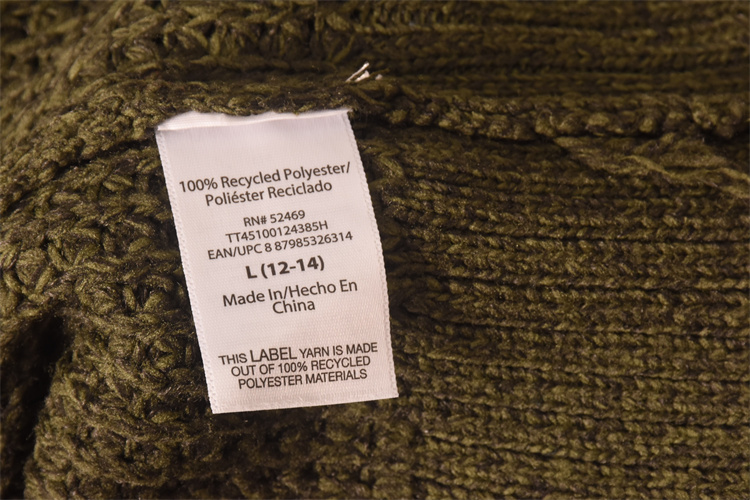 100% Recycled Polyester/
Poliéster Reciclado
RN# 52469
TT45100124385H
EAN/UPC 8 87985326314
L (12-14)
Made In/Hecho En
China
THIS LABEL YARN IS MADE
OUT OF 100% RECYCLED
POLYESTER MATERIALS